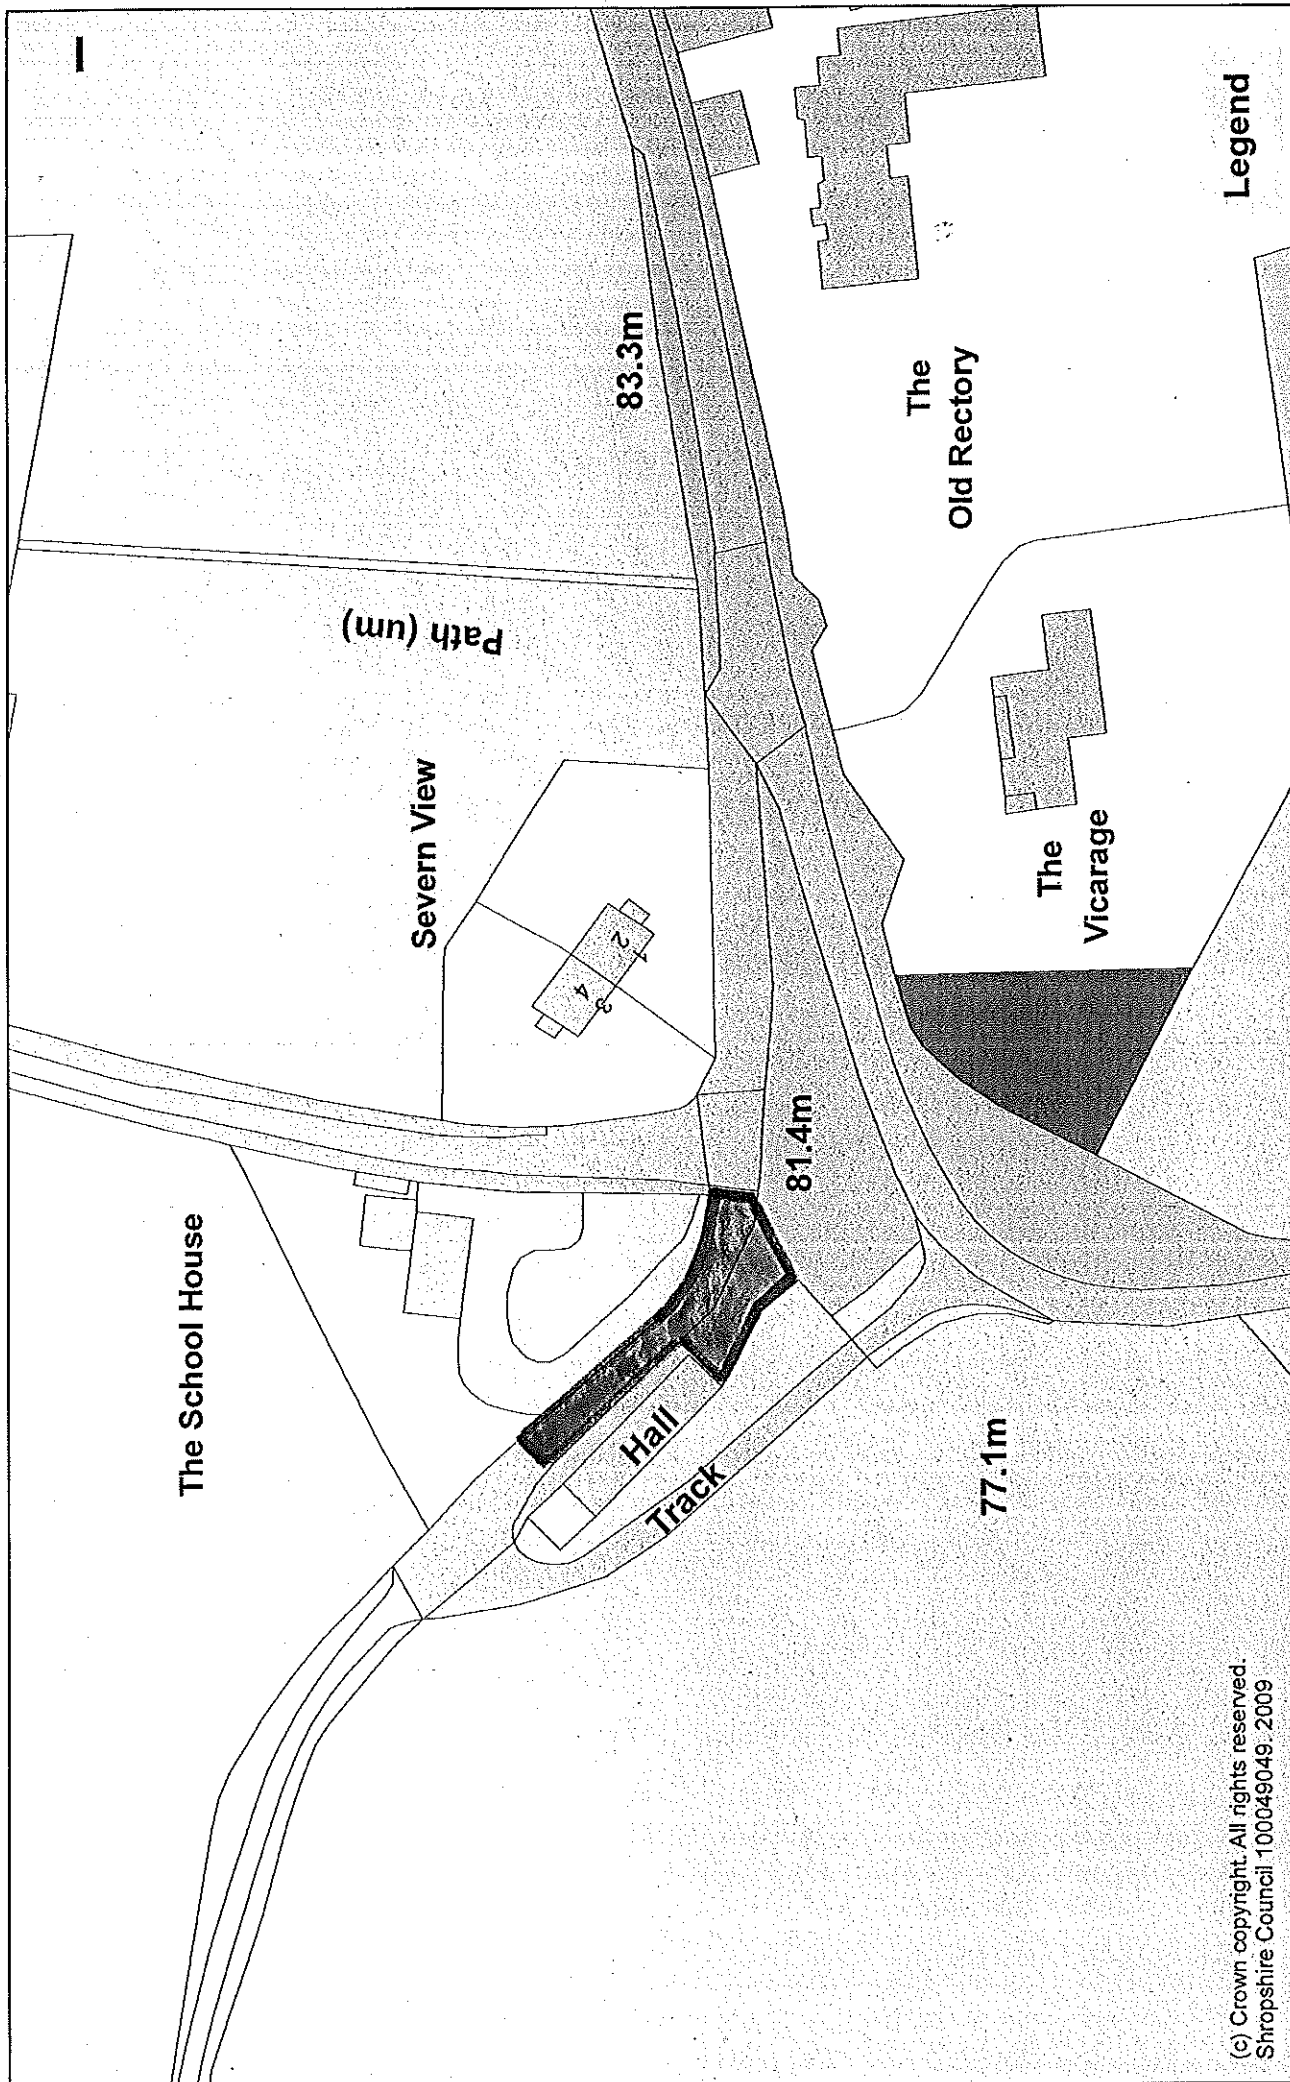 The School House
Severn View
Path (um)
83.3m
2
1
4
3
81.4m
Hall
Track
77.1m
The
Old Rectory
The
Vicarage
Legend
(c) Crown copyright. All rights reserved.
Shropshire Council 100049049. 2009